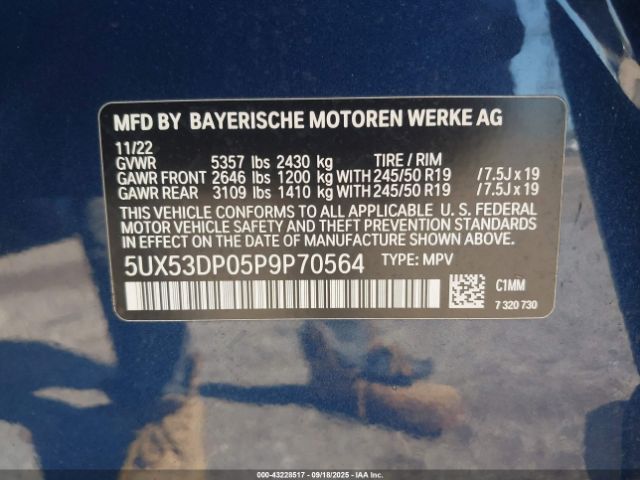 MFD BY BAYERISCHE MOTOREN WERKE AG
11/22
GVWR 5357 lbs 2430 kg TIRE / RIM
GAWR FRONT 2646 lbs 1200 kg WITH 245/50 R19 /7.5J x 19
GAWR REAR 3109 lbs 1410 kg WITH 245/50 R19 /7.5J x 19
THIS VEHICLE CONFORMS TO ALL APPLICABLE U. S. FEDERAL
MOTOR VEHICLE SAFETY AND THEFT PREVENTION STANDARDS
IN EFFECT ON THE DATE OF MANUFACTURE SHOWN ABOVE.
5UX53DP05P9P70564 TYPE: MPV
C1MM
7 320 730
000-43228517 - 09/18/2025 - IAAI.COM